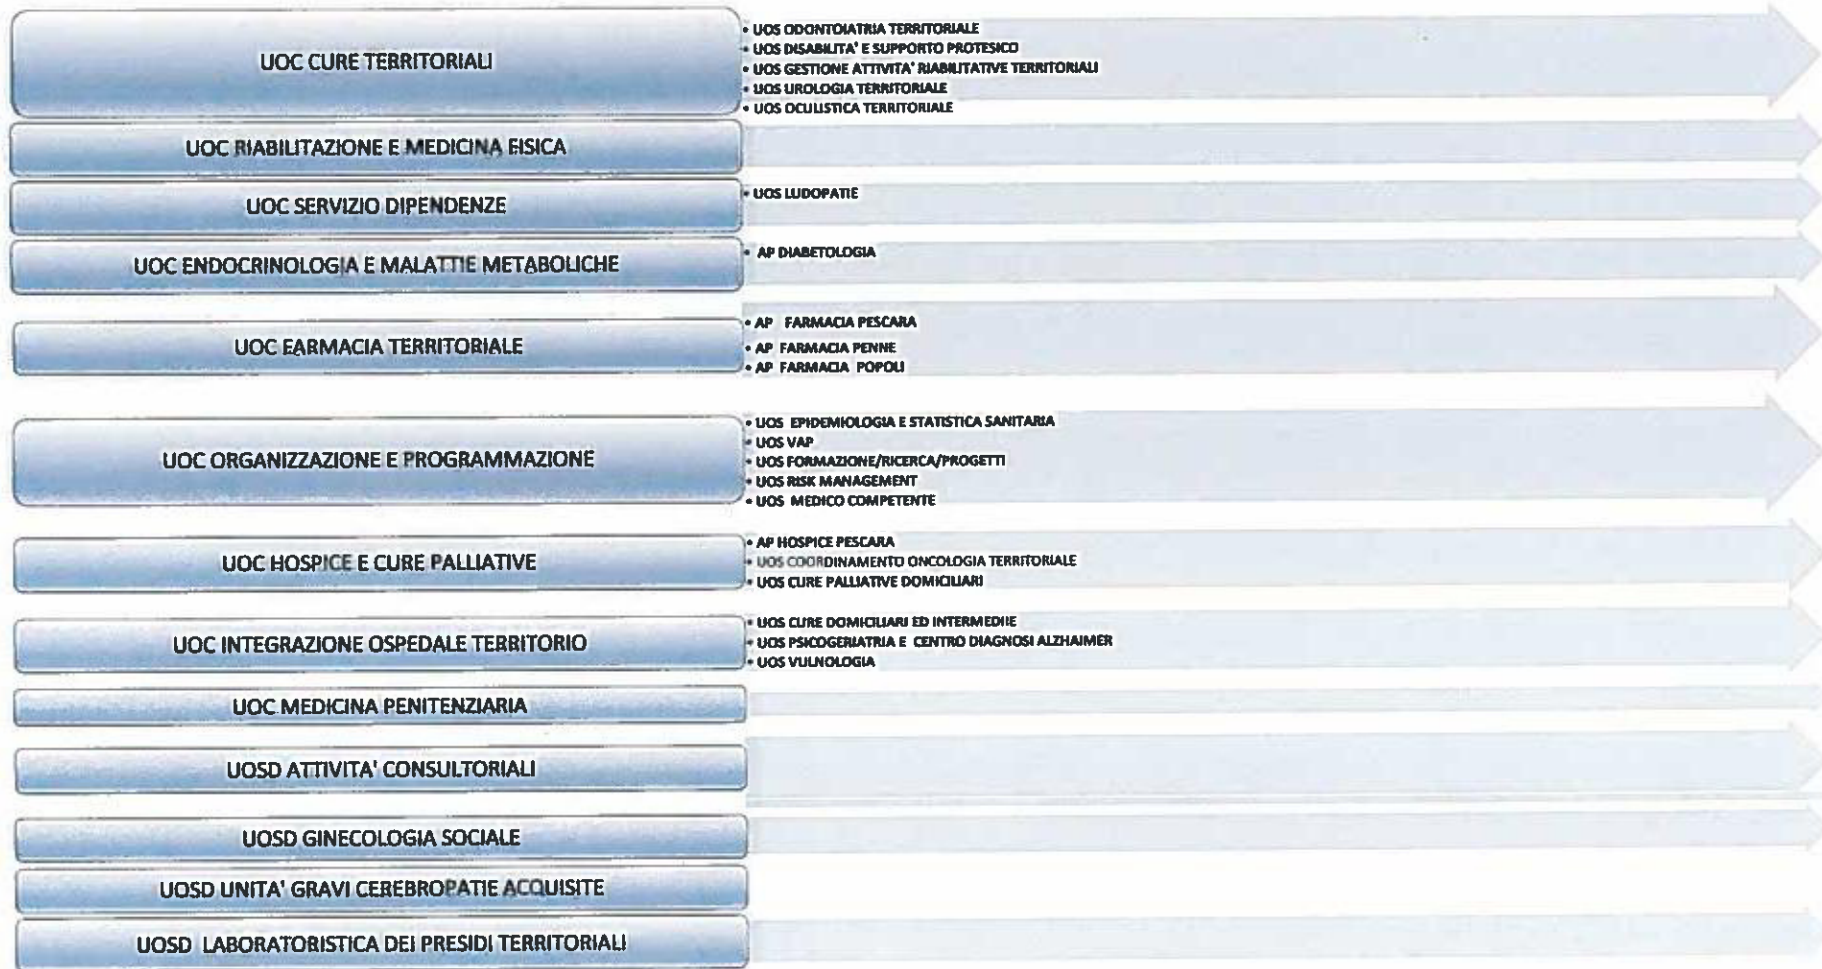 UOC CURE TERRITORIALI
• UOS ODONTOIATRIA TERRITORIALE
• UOS DISABILITA' E SUPPORTO PROTESICO
• UOS GESTIONE ATTIVITA' RIABILITATIVE TERRITORIALI
• UOS UROLOGIA TERRITORIALE
• UOS OCULISTICA TERRITORIALE
UOC RIABILITAZIONE E MEDICINA FISICA
UOC SERVIZIO DIPENDENZE
• UOS LUDOPATIE
UOC ENDOCRINOLOGIA E MALATTIE METABOLICHE
• AP DIABETOLOGIA
UOC FARMACIA TERRITORIALE
• AP FARMACIA PESCARA
• AP FARMACIA PENNE
• AP FARMACIA POPOLI
UOC ORGANIZZAZIONE E PROGRAMMAZIONE
• UOS EPIDEMIOLOGIA E STATISTICA SANITARIA
• UOS VAP
• UOS FORMAZIONE/RICERCA/PROGETTI
• UOS RISK MANAGEMENT
• UOS MEDICO COMPETENTE
UOC HOSPICE E CURE PALLIATIVE
• AP HOSPICE PESCARA
• UOS COORDINAMENTO ONCOLOGIA TERRITORIALE
• UOS CURE PALLIATIVE DOMICILIARI
UOC INTEGRAZIONE OSPEDALE TERRITORIO
• UOS CURE DOMICILIARI ED INTERMEDIE
• UOS PSICOGERIATRIA E CENTRO DIAGNOSI ALZHAIMER
• UOS VULNOLOGIA
UOC MEDICINA PENITENZIARIA
UOSD ATTIVITA' CONSULTORIALI
UOSD GINECOLOGIA SOCIALE
UOSD UNITA' GRAVI CEREBROPATIE ACQUISITE
UOSD LABORATORISTICA DEI PRESIDI TERRITORIALI